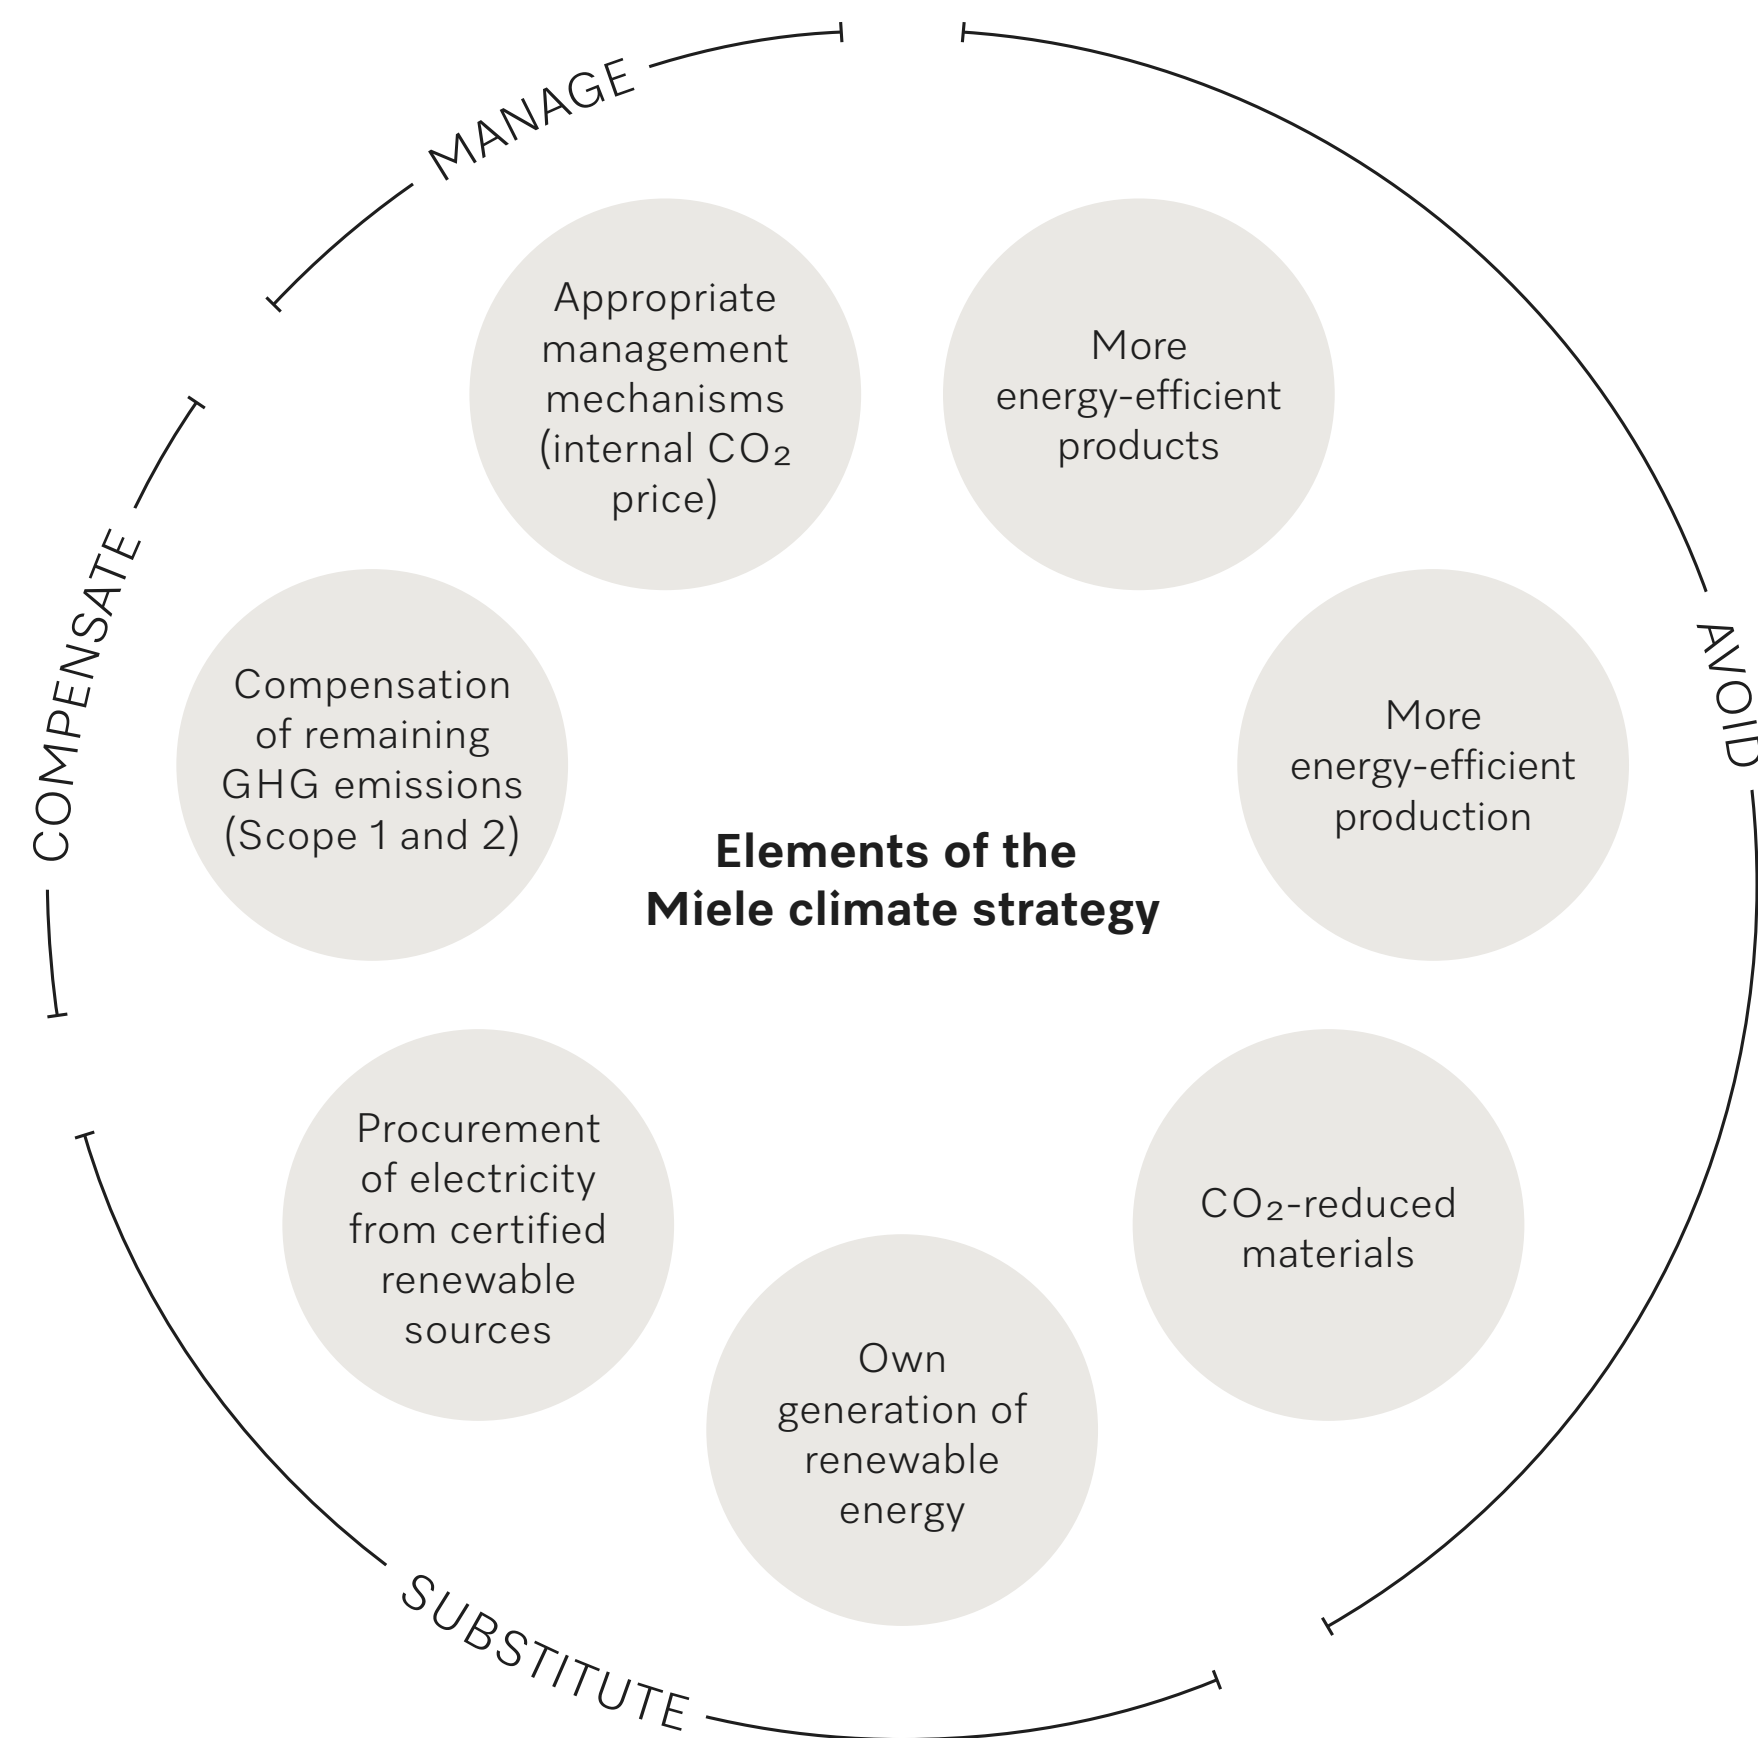 MANAGE
Appropriate
management
mechanisms
(internal CO₂
price)
More
energy-efficient
products
AVOID
More
energy-efficient
production
COMPENSATE
Compensation
of remaining
GHG emissions
(Scope 1 and 2)
Elements of the
Miele climate strategy
CO₂-reduced
materials
Procurement
of electricity
from certified
renewable
sources
Own
generation of
renewable
energy
SUBSTITUTE